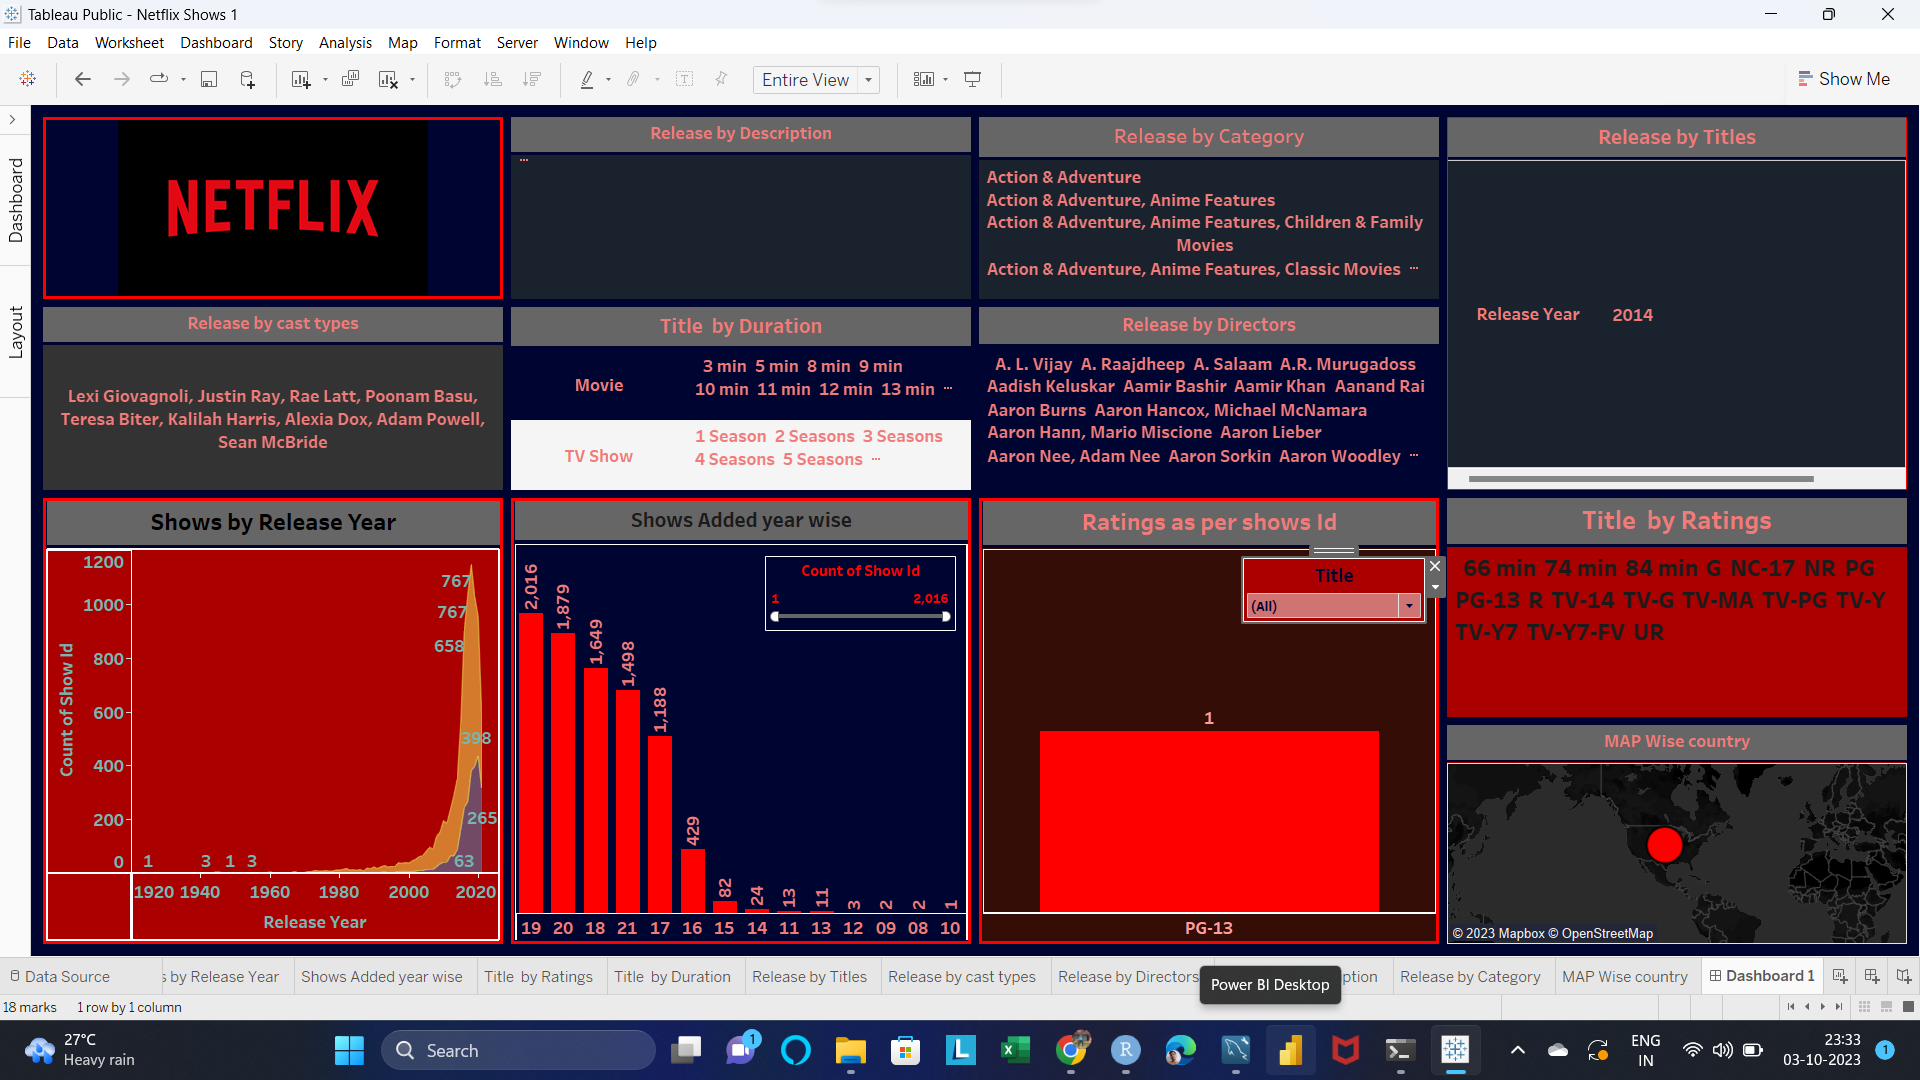 Tableau Public - Netflix Shows 1
File Data Worksheet Dashboard Story Analysis Map Format Server Window Help
Entire View
Show Me
Dashboard
Layout
NETFLIX
Release by Description
...
Release by Category
Action & Adventure
Action & Adventure, Anime Features
Action & Adventure, Anime Features, Children & Family
Movies
Action & Adventure, Anime Features, Classic Movies ...
Release by Titles
Release Year 2014
Release by cast types
Lexi Giovagnoli, Justin Ray, Rae Latt, Poonam Basu,
Teresa Biter, Kalilah Harris, Alexia Dox, Adam Powell,
Sean McBride
Title by Duration
Movie
3 min 5 min 8 min 9 min
10 min 11 min 12 min 13 min ...
TV Show
1 Season 2 Seasons 3 Seasons
4 Seasons 5 Seasons ...
Release by Directors
A. L. Vijay A. Raajdheep A. Salaam A.R. Murugadoss
Aadish Keluskar Aamir Bashir Aamir Khan Aanand Rai
Aaron Burns Aaron Hancox, Michael McNamara
Aaron Hann, Mario Miscione Aaron Lieber
Aaron Nee, Adam Nee Aaron Sorkin Aaron Woodley ...
Shows by Release Year
Count of Show Id
1200
1000
800
600
400
200
0
767
767
658
398
265
63
1 3 1 3
1920 1940 1960 1980 2000 2020
Release Year
Shows Added year wise
Count of Show Id
1 2,016
2,016 1,879 1,649 1,498 1,188 429 82 24 13 11 3 2 2 1
19 20 18 21 17 16 15 14 11 13 12 09 08 10
Ratings as per shows Id
Title
(All)
1
PG-13
Title by Ratings
66 min 74 min 84 min G NC-17 NR PG
PG-13 R TV-14 TV-G TV-MA TV-PG TV-Y
TV-Y7 TV-Y7-FV UR
MAP Wise country
© 2023 Mapbox © OpenStreetMap
Data Source s by Release Year Shows Added year wise Title by Ratings Title by Duration Release by Titles Release by cast types Release by Directors ption Release by Category MAP Wise country Dashboard 1
Power BI Desktop
18 marks 1 row by 1 column
27°C
Heavy rain
Search
1
L
X
R
ENG
IN
23:33
03-10-2023
1